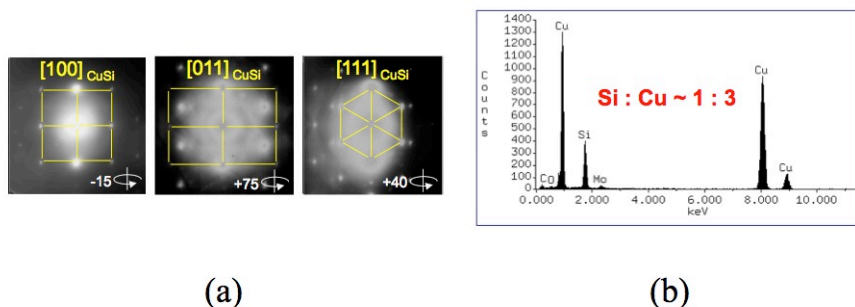 [100] CuSi
-15
[011] CuSi
+75
[111] CuSi
+40
(a)
1400
1300
1200
1100
1000
900
800
700
600
500
400
300
200
100
0
Counts
Cu
Si
CO
Mo
Cu
Cu
Si : Cu ~ 1 : 3
0.000 2.000 4.000 6.000 8.000 10.000
keV
(b)